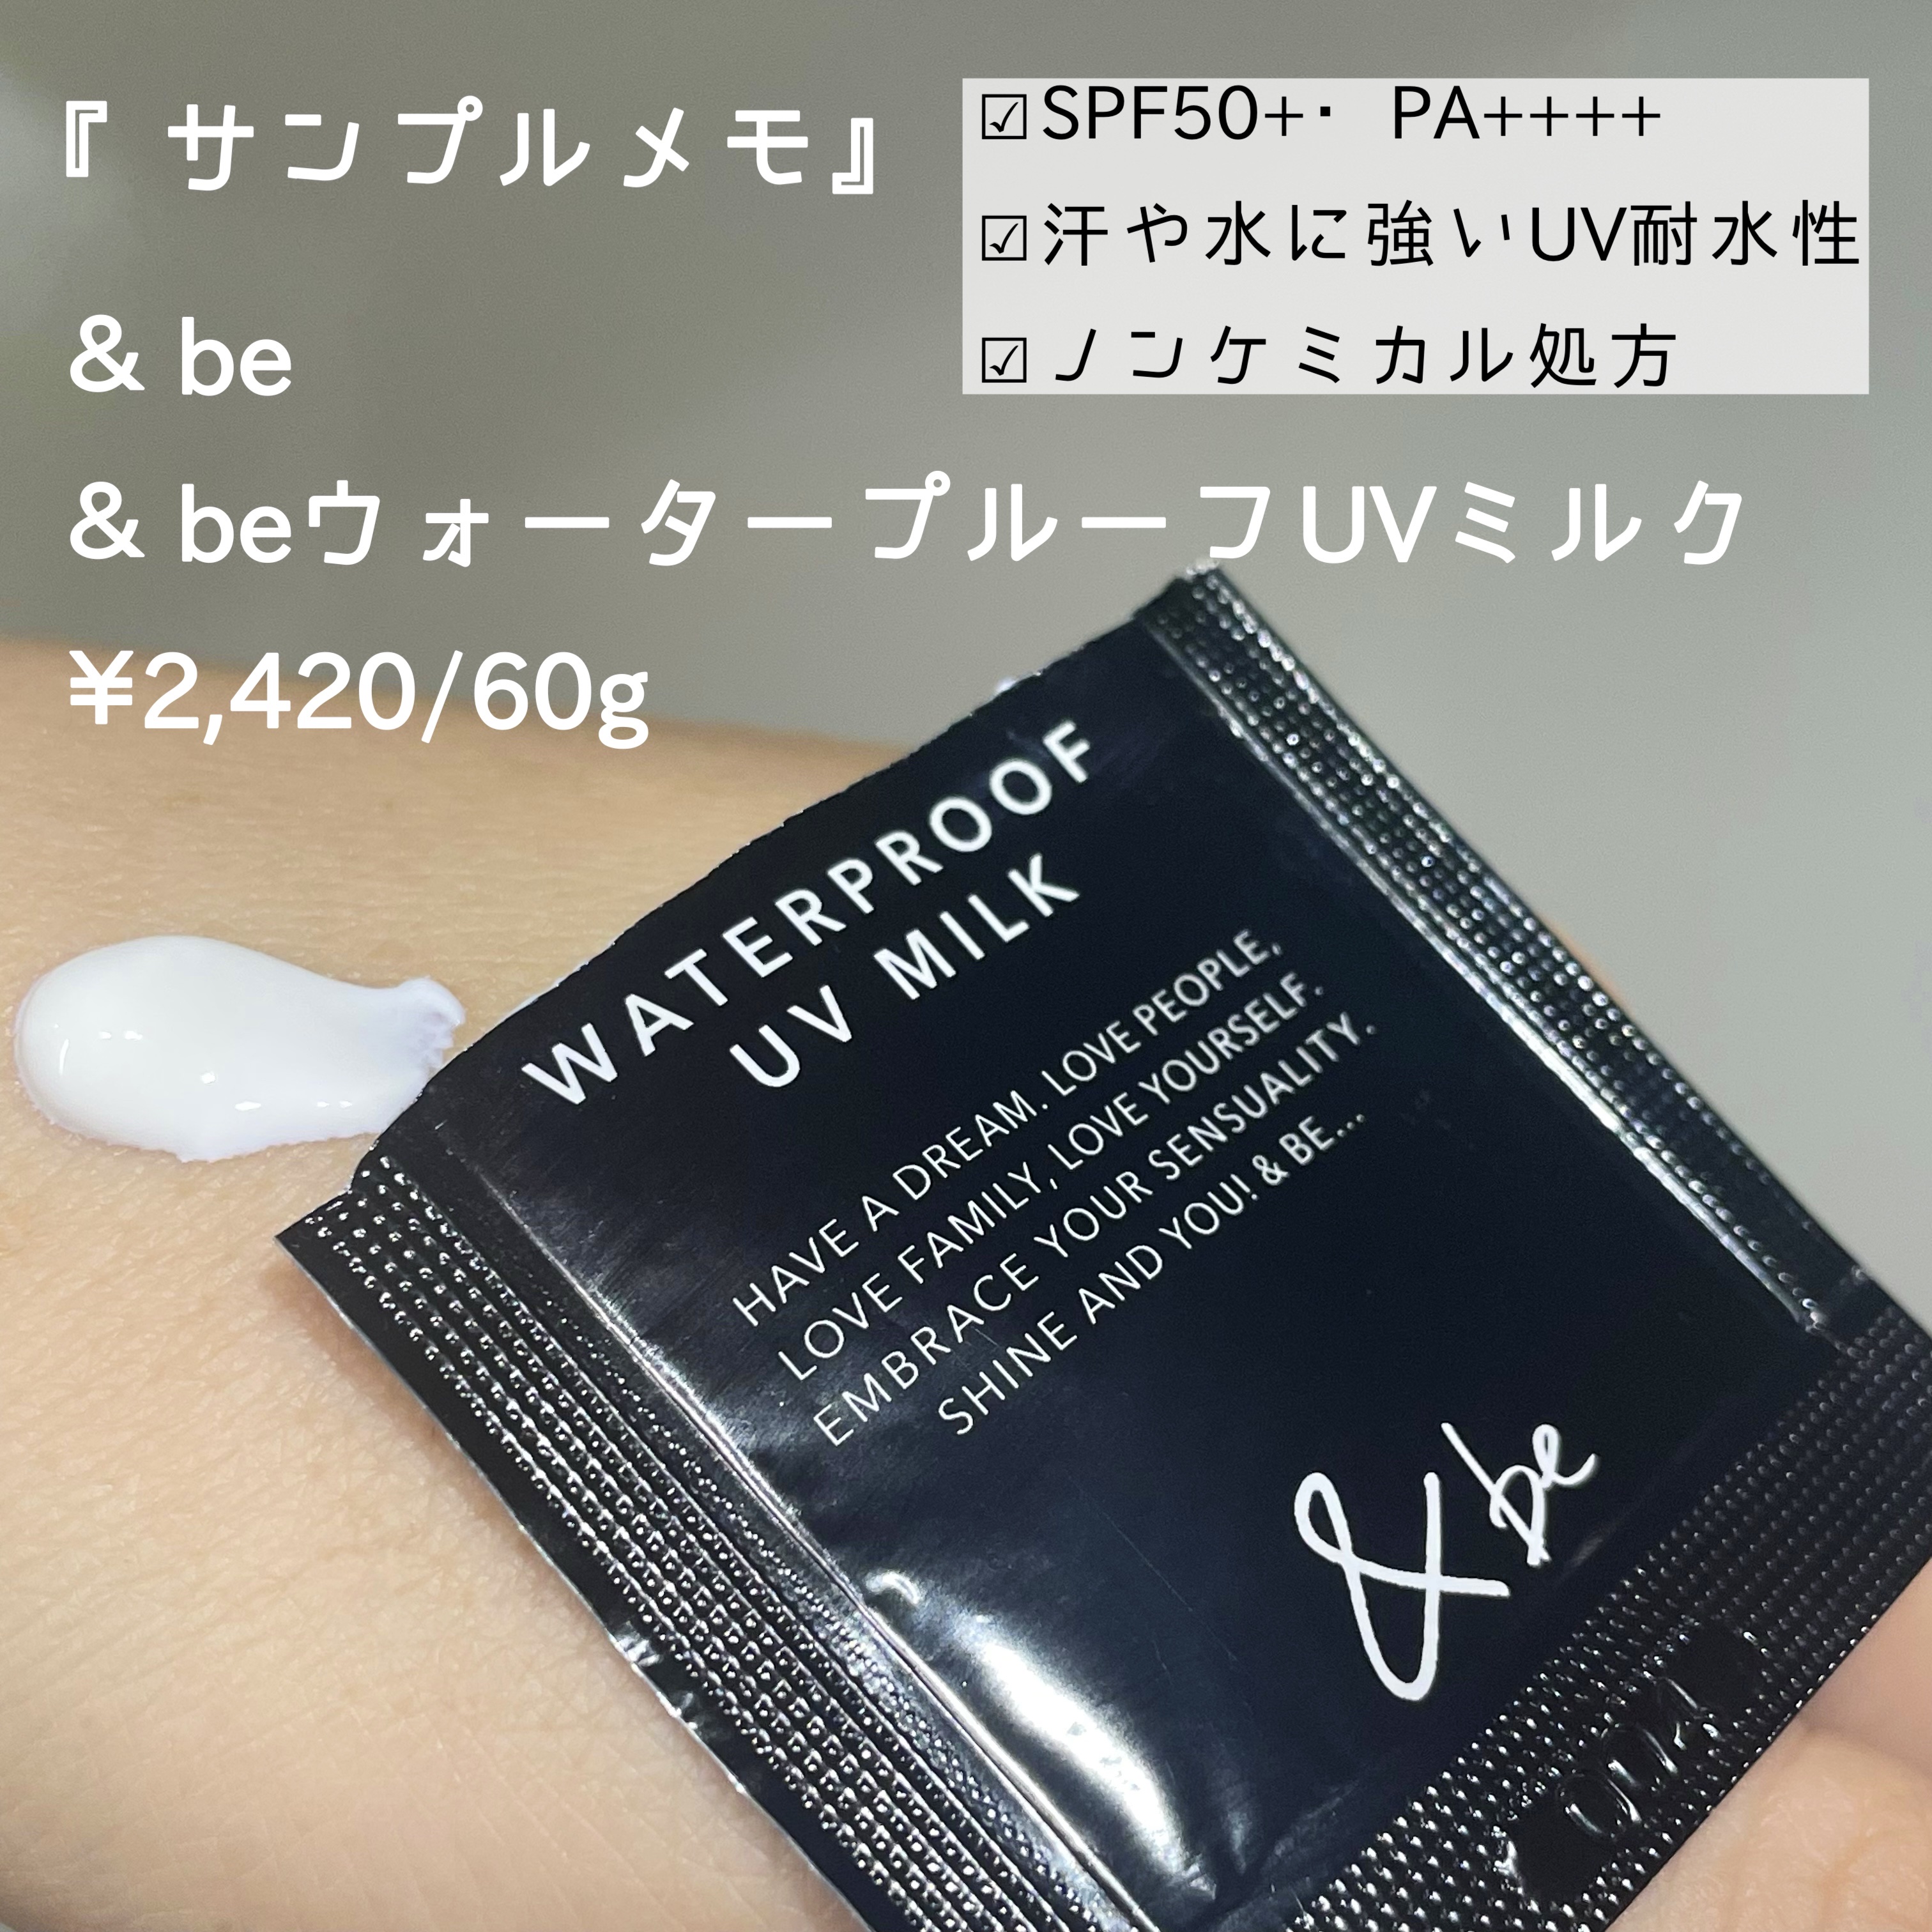 『サンプルメモ』
& be
& beウォータープルーフUVミルク
¥2,420/60g
☑SPF50+・ PA++++
☑汗や水に強いUV耐水性
☑ノンケミカル処方
WATERPROOF
UV MILK
HAVE A DREAM. LOVE PEOPLE,
LOVE FAMILY, LOVE YOURSELF.
EMBRACE YOUR SENSUALITY.
SHINE AND YOU! & BE...
& be